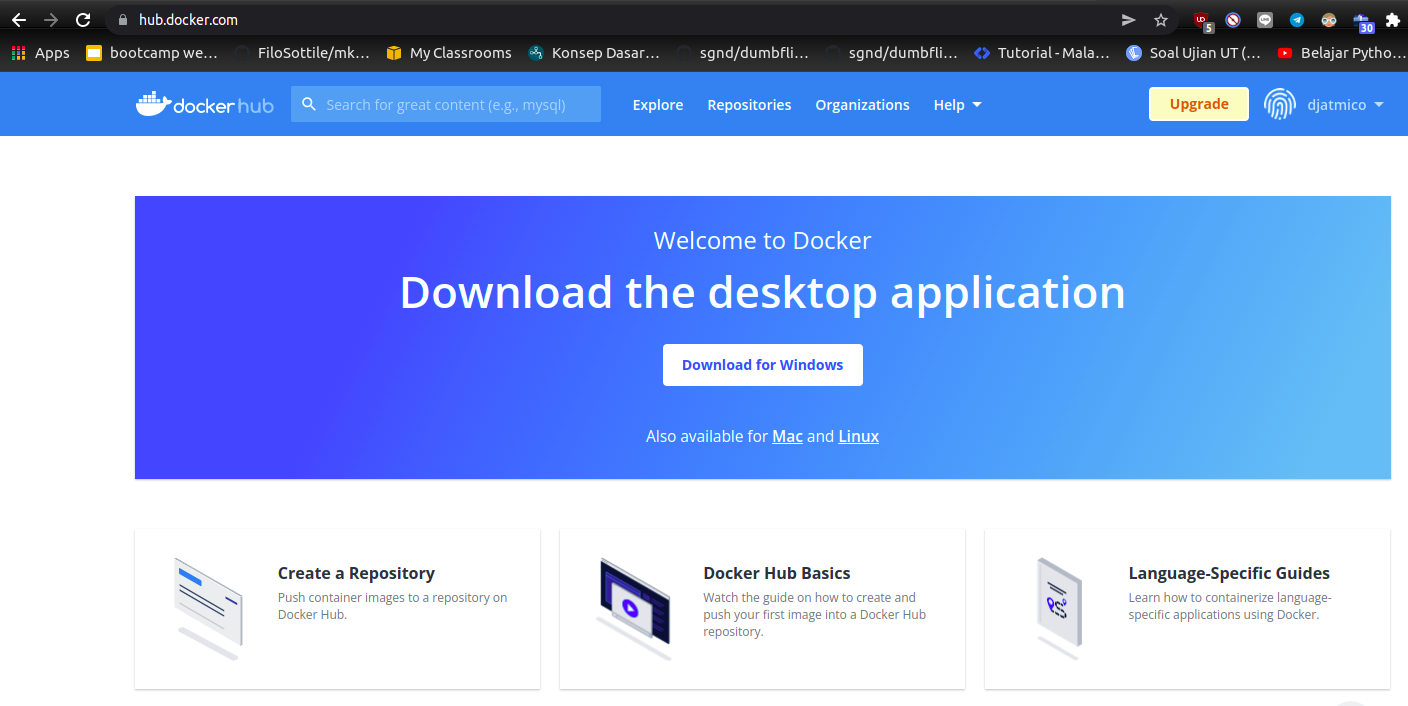 hub.docker.com
5
30
Apps
bootcamp we...
FiloSottile/mk...
My Classrooms
Konsep Dasar...
sgnd/dumbfli...
sgnd/dumbfli...
Tutorial - Mala...
Soal Ujian UT (...
Belajar Pytho...
docker hub
Search for great content (e.g., mysql)
Explore
Repositories
Organizations
Help
Upgrade
djatmico
Welcome to Docker
Download the desktop application
Download for Windows
Also available for Mac and Linux
Create a Repository
Push container images to a repository on
Docker Hub.
Docker Hub Basics
Watch the guide on how to create and
push your first image into a Docker Hub
repository.
Language-Specific Guides
Learn how to containerize language-
specific applications using Docker.